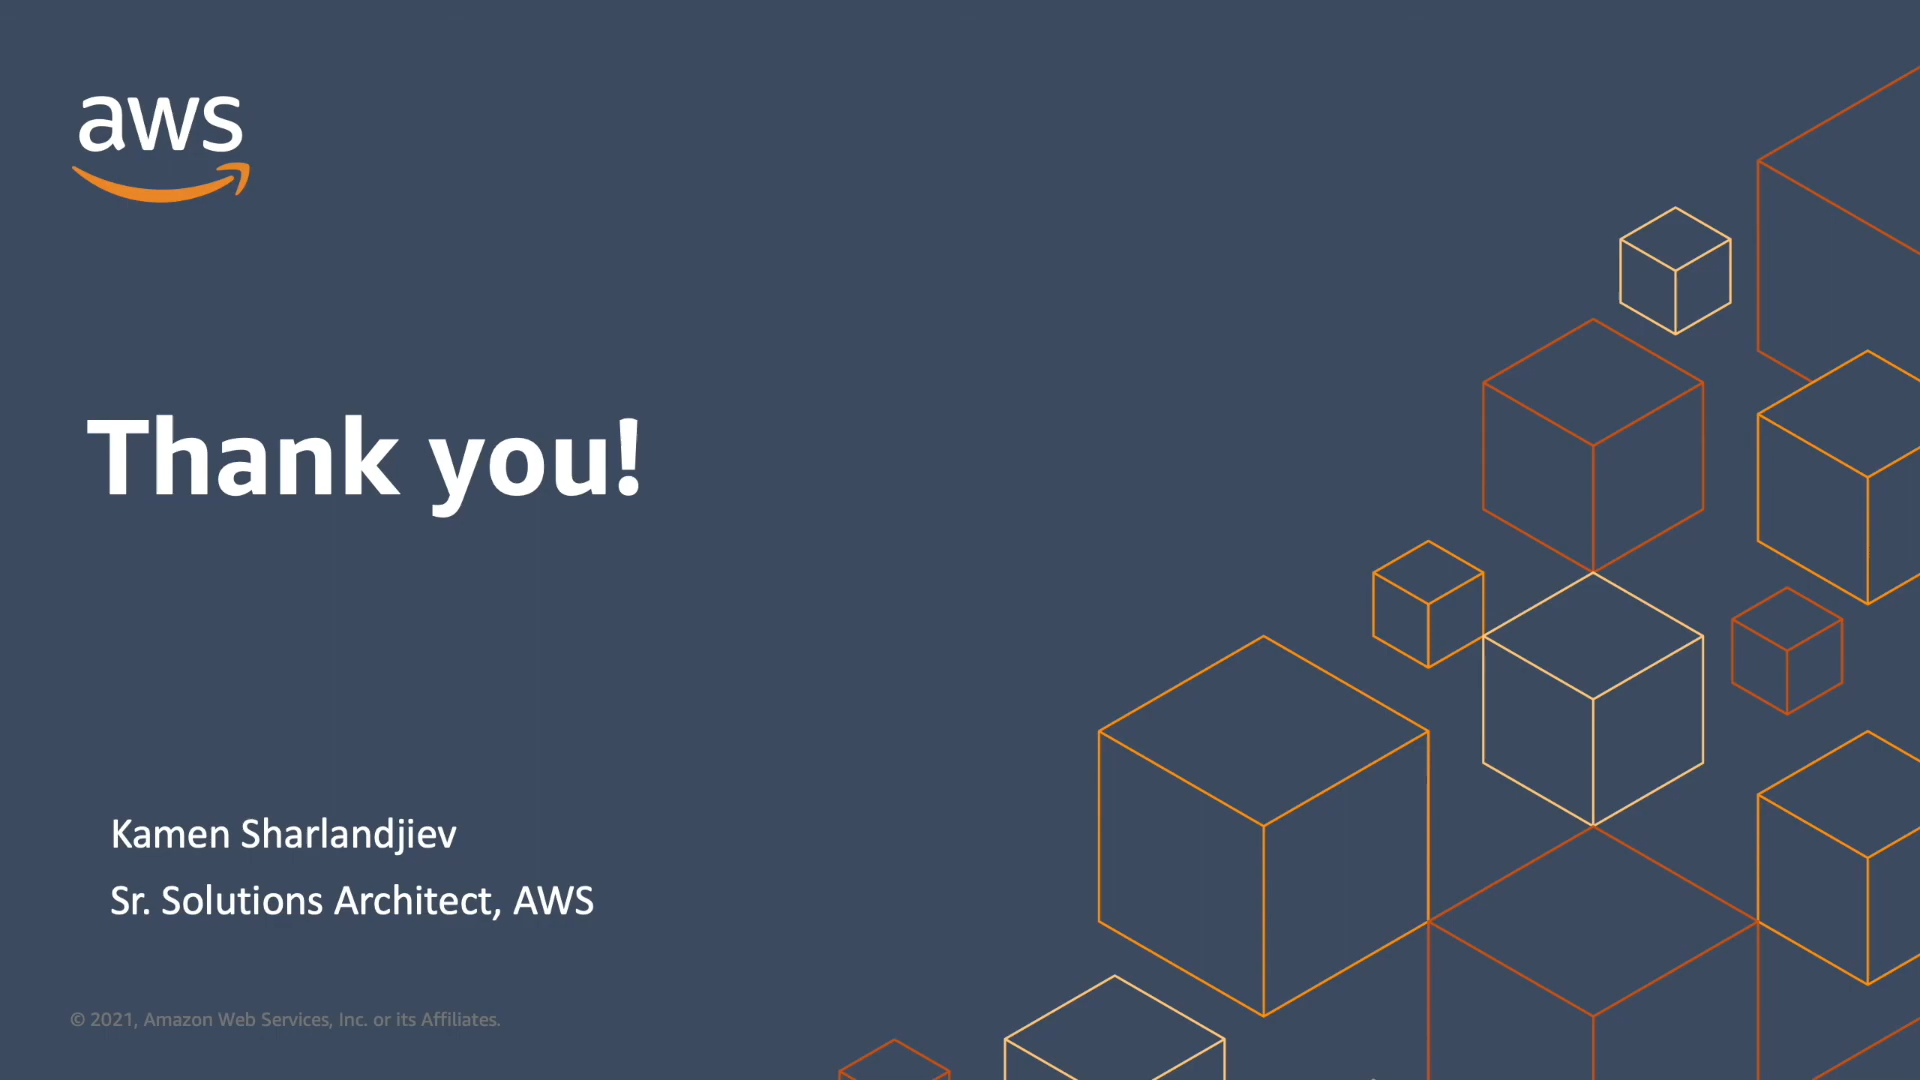 aws
Thank you!
Kamen Sharlandjiev
Sr. Solutions Architect, AWS
© 2021, Amazon Web Services, Inc. or its Affiliates.